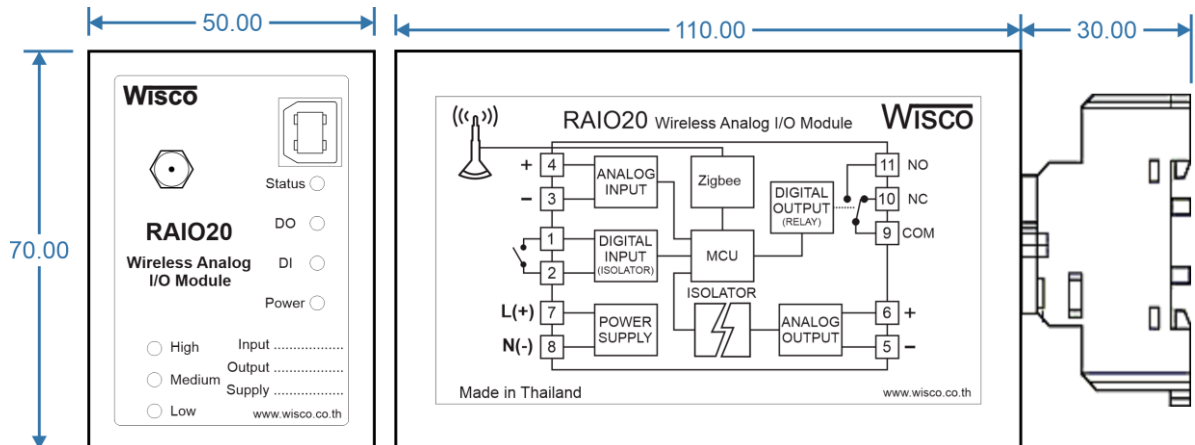 50.00
110.00
30.00
70.00
Wisco
Status
DO
RAIO20
Wireless Analog
I/O Module
DI
Power
High
Medium
Low
Input ..................
Output ..................
Supply ..................
www.wisco.co.th
RAIO20 Wireless Analog I/O Module
Wisco
+ 4
- 3
ANALOG
INPUT
Zigbee
DIGITAL
OUTPUT
(RELAY)
11 NO
10 NC
9 COM
1
2
DIGITAL
INPUT
(ISOLATOR)
MCU
ISOLATOR
L(+) 7
N(-) 8
POWER
SUPPLY
ANALOG
OUTPUT
6 +
5 -
Made in Thailand
www.wisco.co.th